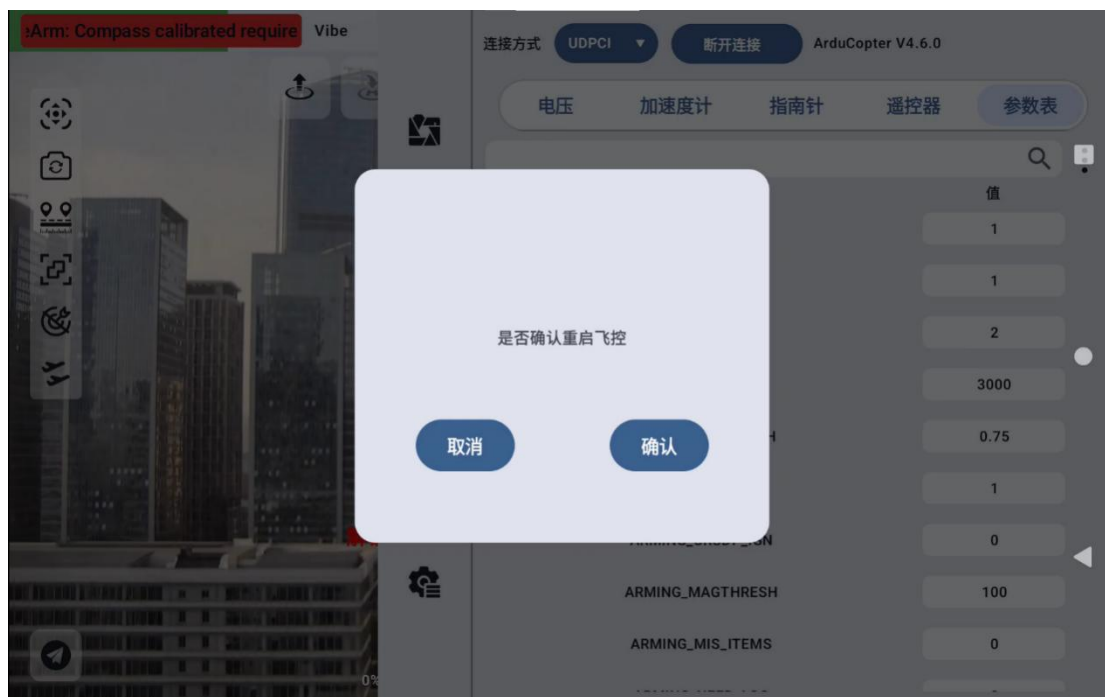 :Arm: Compass calibrated require Vibe
连接方式 UDPCI 断开连接 ArduCopter V4.6.0
电压 加速度计 指南针 遥控器 参数表
值
1
1
2
3000
0.75
1
是否确认重启飞控
取消 确认
0
ARMING_MAGTHRESH 100
ARMING_MIS_ITEMS 0
0%